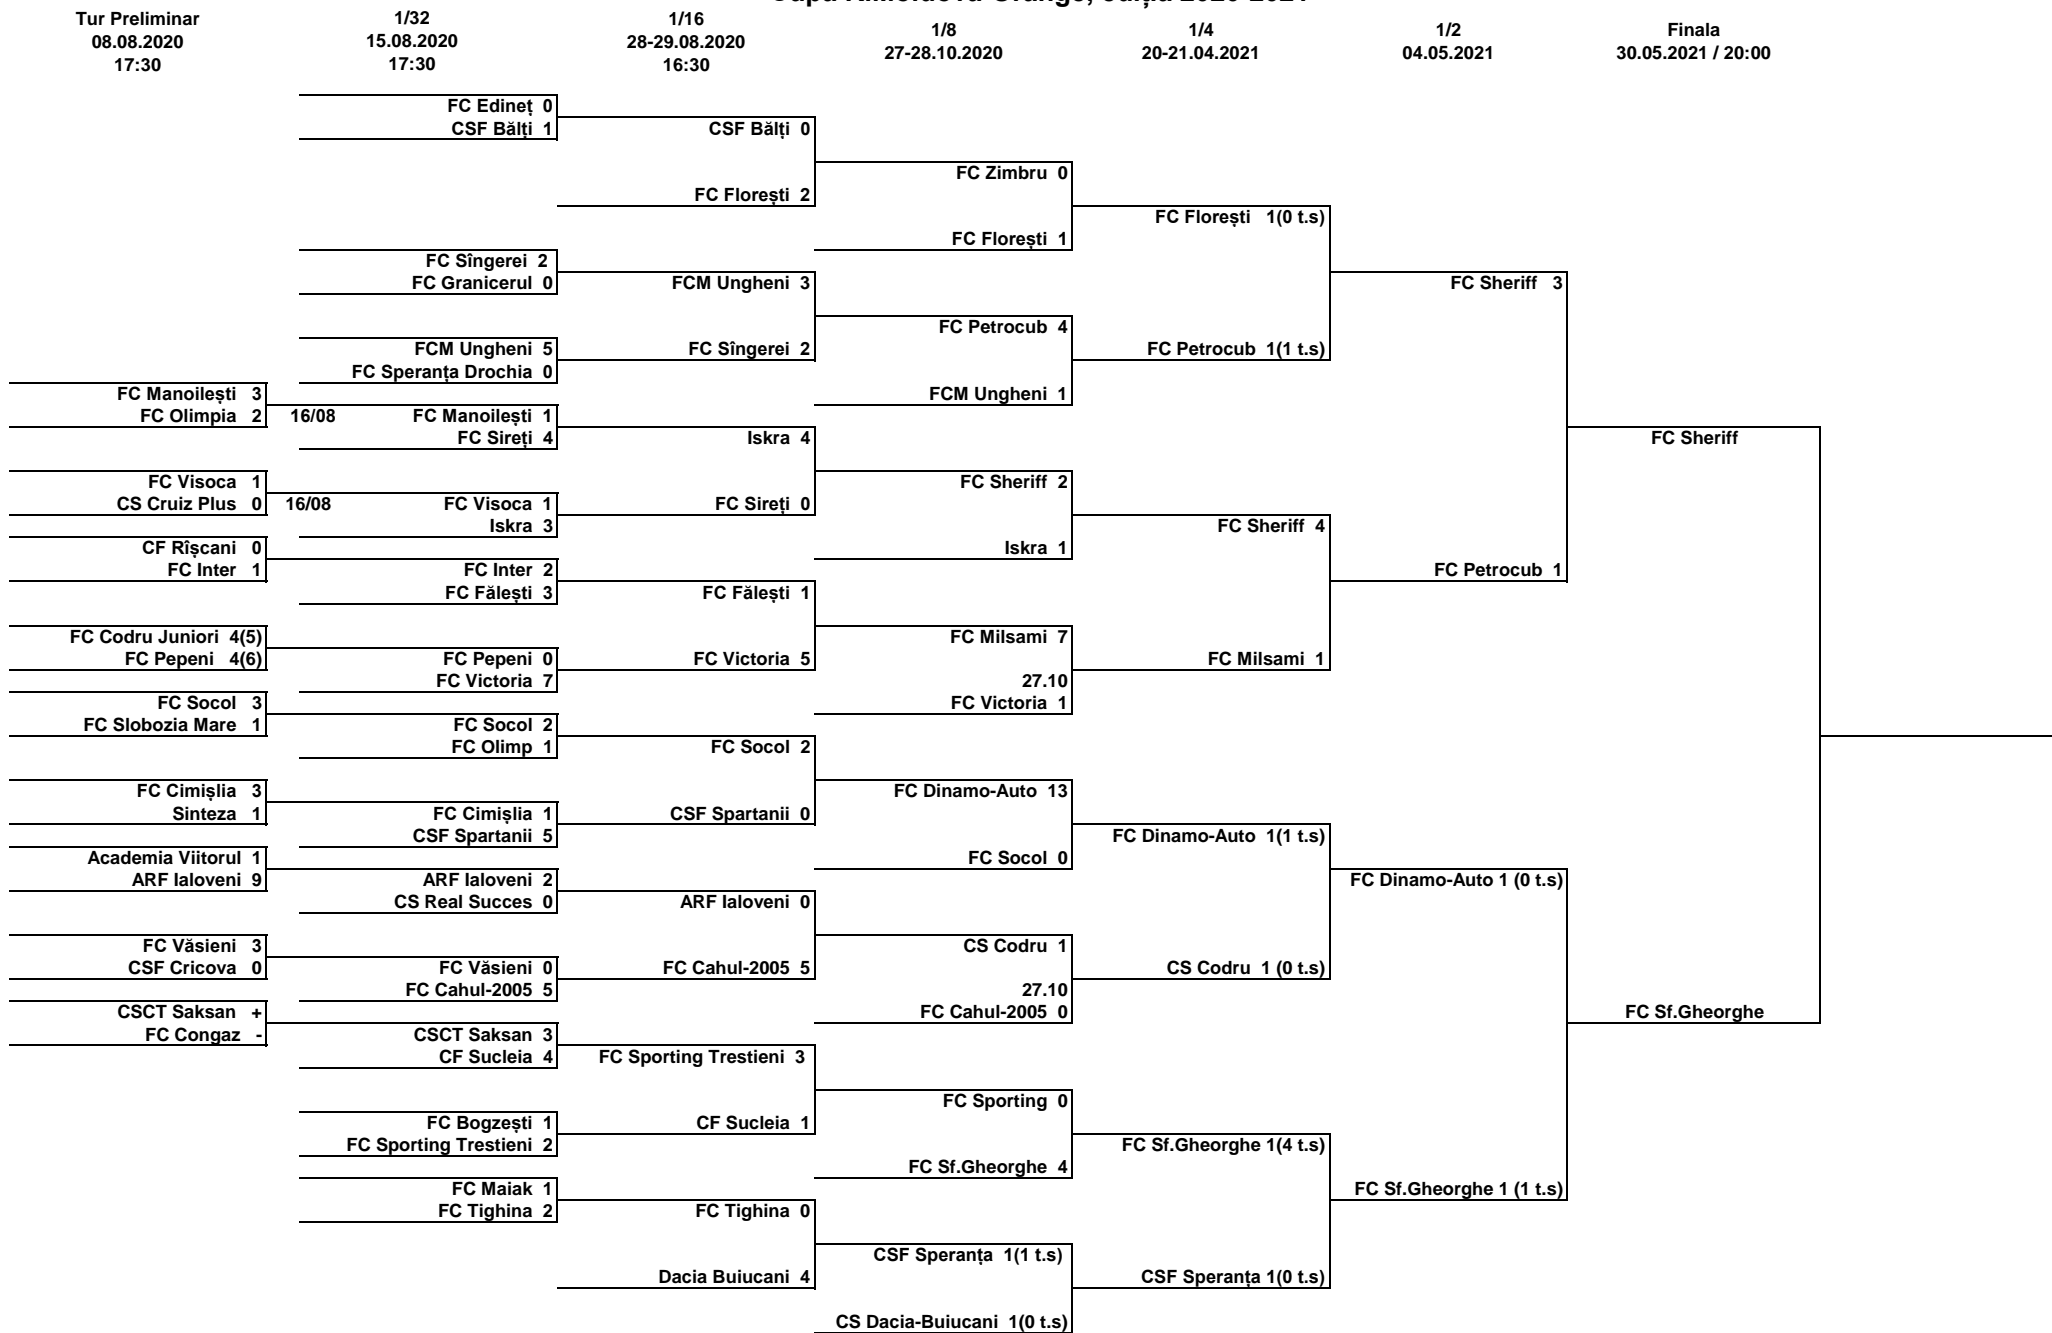 Tur Preliminar
08.08.2020
17:30
1/32
15.08.2020
17:30
1/16
28-29.08.2020
16:30
1/8
27-28.10.2020
1/4
20-21.04.2021
1/2
04.05.2021
Finala
30.05.2021 / 20:00
FC Manoilești 3
FC Olimpia 2
FC Visoca 1
CS Cruiz Plus 0
CF Rîșcani 0
FC Inter 1
FC Codru Juniori 4(5)
FC Pepeni 4(6)
FC Socol 3
FC Slobozia Mare 1
FC Cimișlia 3
Sinteza 1
Academia Viitorul 1
ARF Ialoveni 9
FC Văsieni 3
CSF Cricova 0
CSCT Saksan +
FC Congaz -
FC Edineț 0
CSF Bălți 1
FC Sîngerei 2
FC Granicerul 0
FCM Ungheni 5
FC Speranța Drochia 0
16/08 FC Manoilești 1
FC Sireți 4
16/08 FC Visoca 1
Iskra 3
FC Inter 2
FC Fălești 3
FC Pepeni 0
FC Victoria 7
FC Socol 2
FC Olimp 1
FC Cimișlia 1
CSF Spartanii 5
ARF Ialoveni 2
CS Real Succes 0
FC Văsieni 0
FC Cahul-2005 5
CSCT Saksan 3
CF Sucleia 4
FC Bogzești 1
FC Sporting Trestieni 2
FC Maiak 1
FC Tighina 2
CSF Bălți 0
FC Florești 2
FCM Ungheni 3
FC Sîngerei 2
Iskra 4
FC Sireți 0
FC Fălești 1
FC Victoria 5
FC Socol 2
CSF Spartanii 0
ARF Ialoveni 0
FC Cahul-2005 5
FC Sporting Trestieni 3
CF Sucleia 1
FC Tighina 0
Dacia Buiucani 4
FC Zimbru 0
FC Florești 1
FC Petrocub 4
FCM Ungheni 1
FC Sheriff 2
Iskra 1
FC Milsami 7
27.10
FC Victoria 1
FC Dinamo-Auto 13
FC Socol 0
CS Codru 1
27.10
FC Cahul-2005 0
FC Sporting 0
FC Sf.Gheorghe 4
CSF Speranța 1(1 t.s)
CS Dacia-Buiucani 1(0 t.s)
FC Florești 1(0 t.s)
FC Petrocub 1(1 t.s)
FC Sheriff 4
FC Milsami 1
FC Dinamo-Auto 1(1 t.s)
CS Codru 1 (0 t.s)
FC Sf.Gheorghe 1(4 t.s)
CSF Speranța 1(0 t.s)
FC Sheriff 3
FC Petrocub 1
FC Dinamo-Auto 1 (0 t.s)
FC Sf.Gheorghe 1 (1 t.s)
FC Sheriff
FC Sf.Gheorghe